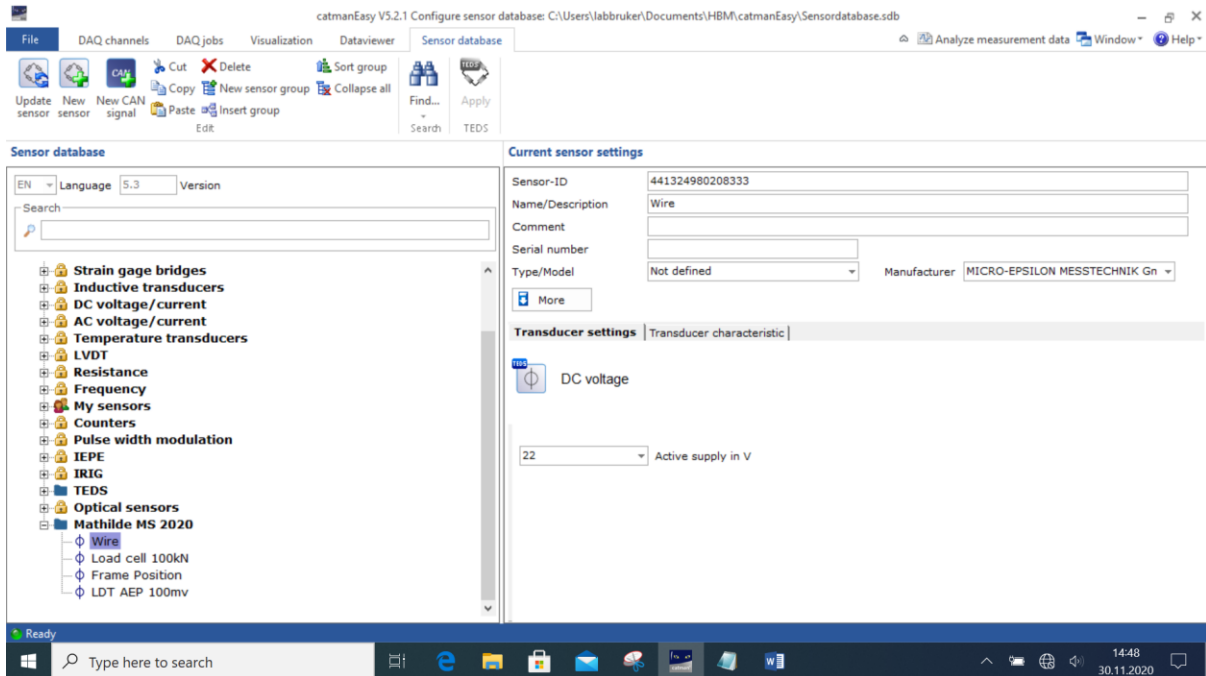 catmanEasy V5.2.1 Configure sensor database: C:\Users\labbruker\Documents\HBM\catmanEasy\Sensordatabase.sdb
File DAQ channels DAQ jobs Visualization Dataviewer Sensor database Analyze measurement data Window Help
Update sensor
New sensor
CAN
New CAN signal
Cut Delete Sort group
Copy New sensor group Collapse all
Paste Insert group
Edit
Find...
Search
TEDS
Apply
TEDS
Sensor database
EN Language 5.3 Version
Search
Strain gage bridges
Inductive transducers
DC voltage/current
AC voltage/current
Temperature transducers
LVDT
Resistance
Frequency
My sensors
Counters
Pulse width modulation
IEPE
IRIG
TEDS
Optical sensors
Mathilde MS 2020
Wire
Load cell 100kN
Frame Position
LDT AEP 100mv
Current sensor settings
Sensor-ID 441324980208333
Name/Description Wire
Comment
Serial number
Type/Model Not defined Manufacturer MICRO-EPSILON MESSTECHNIK Gn
More
Transducer settings Transducer characteristic
TEDS
DC voltage
22 Active supply in V
Ready
Type here to search
14:48
30.11.2020